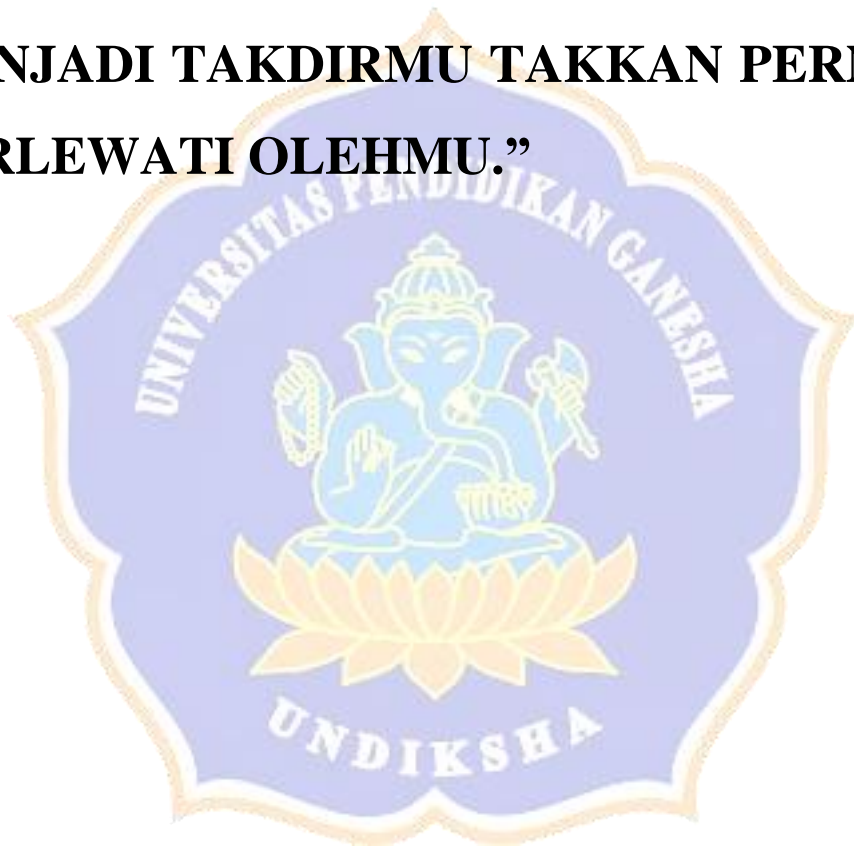 NJADI TAKDIRMU TAKKAN PER
RLEWATI OLEHMU.”
UNIVERSITAS PENDIDIKAN GANESHA
UNDIKSHA